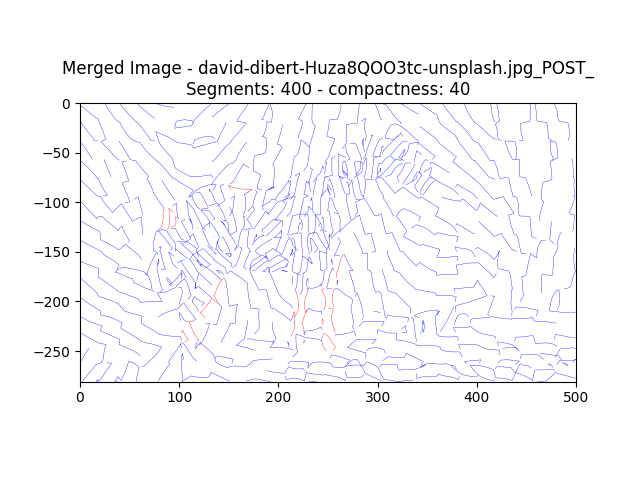 Merged Image - david-dibert-Huza8QOO3tc-unsplash.jpg_POST_
Segments: 400 - compactness: 40
0
−50
−100
−150
−200
−250
0 100 200 300 400 500